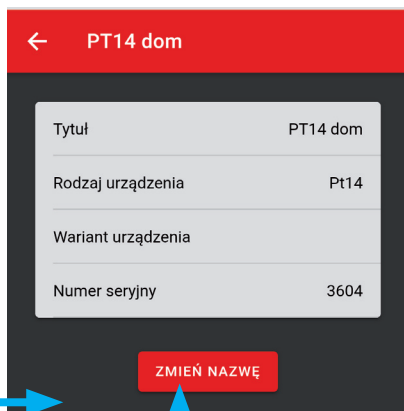 PT14 dom
Tytuł PT14 dom
Rodzaj urządzenia Pt14
Wariant urządzenia
Numer seryjny 3604
ZMIEŃ NAZWĘ